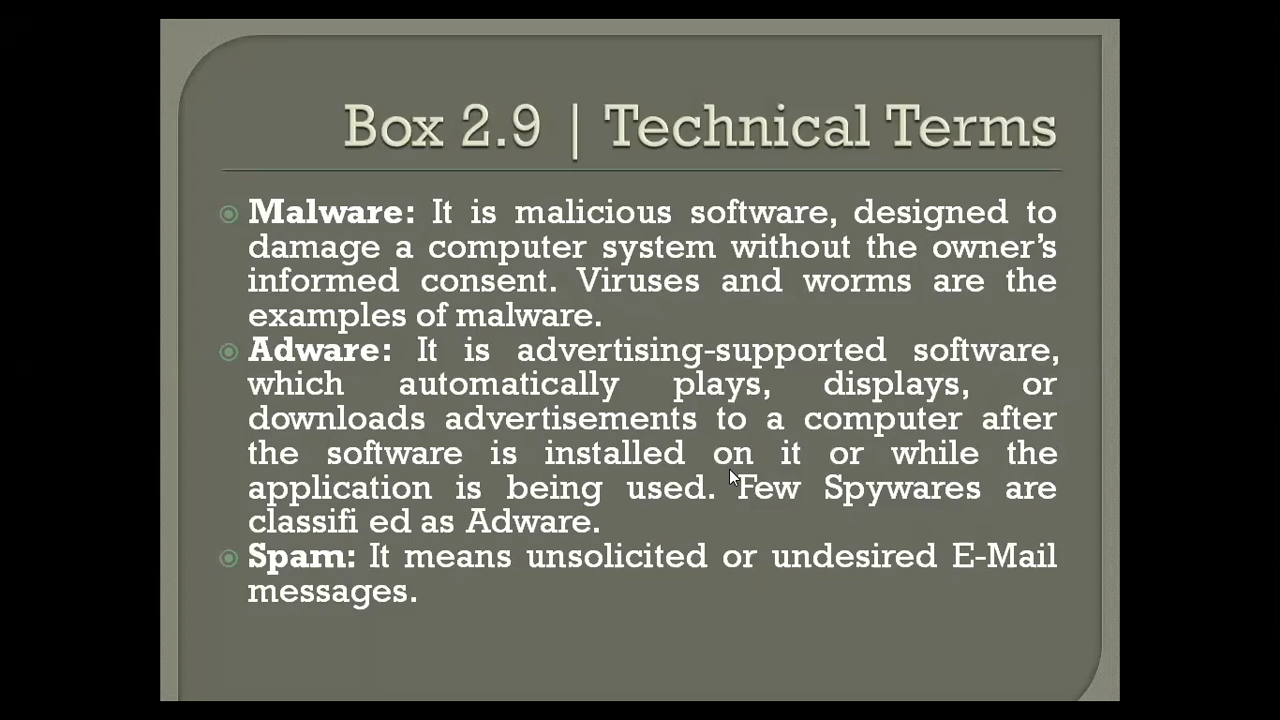 Box 2.9 | Technical Terms
Malware: It is malicious software, designed to
damage a computer system without the owner’s
informed consent. Viruses and worms are the
examples of malware.
Adware: It is advertising-supported software,
which automatically plays, displays, or
downloads advertisements to a computer after
the software is installed on it or while the
application is being used. Few Spywares are
classifi ed as Adware.
Spam: It means unsolicited or undesired E-Mail
messages.